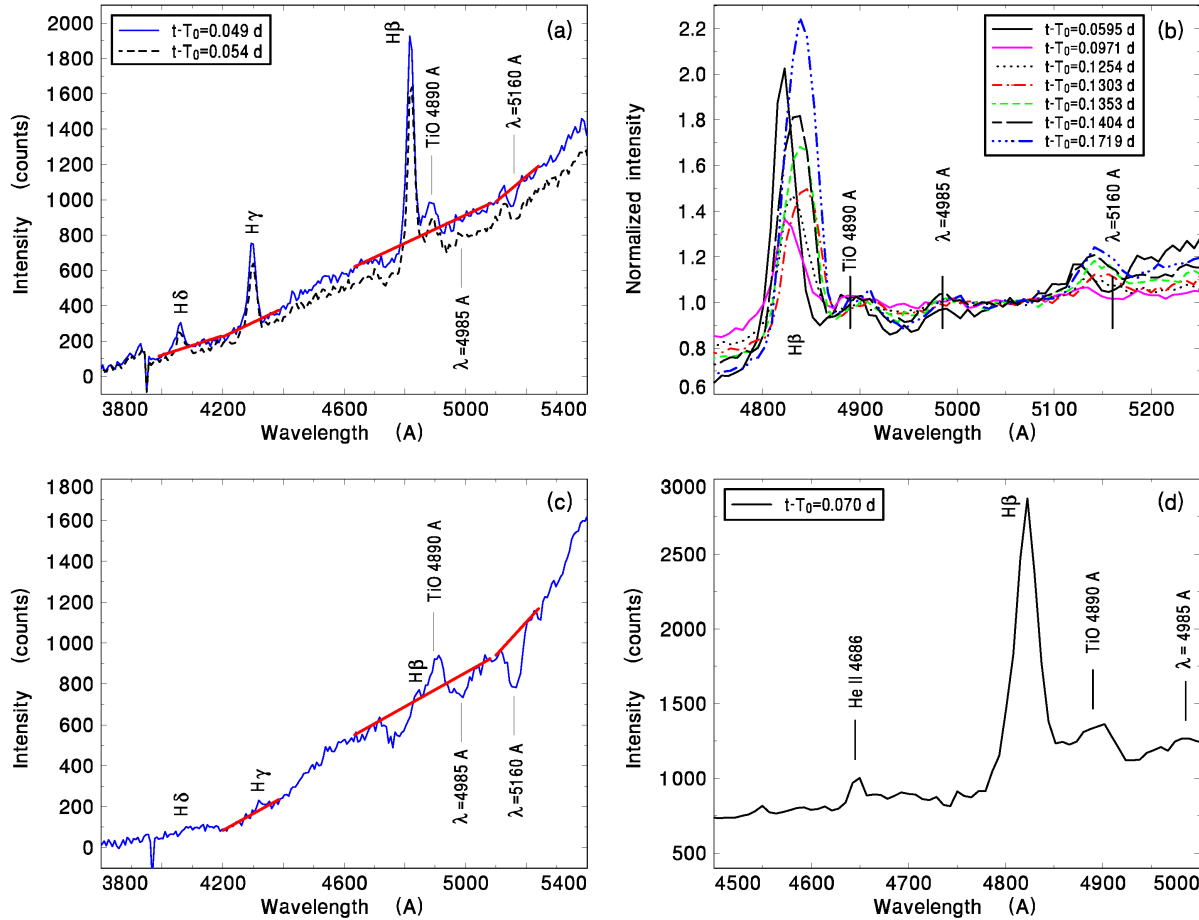 (a)
t-T₀=0.049 d
t-T₀=0.054 d
Hδ
Hγ
Hβ
TiO 4890 A
λ=5160 A
λ=4985 A
2000
1800
1600
1400
1200
1000
800
600
400
200
0
3800 4200 4600 5000 5400
Intensity (counts)
Wavelength (A)
(b)
t-T₀=0.0595 d
t-T₀=0.0971 d
t-T₀=0.1254 d
t-T₀=0.1303 d
t-T₀=0.1353 d
t-T₀=0.1404 d
t-T₀=0.1719 d
Hβ
TiO 4890 A
λ=4985 A
λ=5160 A
2.2
2.0
1.8
1.6
1.4
1.2
1.0
0.8
0.6
4800 4900 5000 5100 5200
Normalized intensity
Wavelength (A)
(c)
Hδ
Hγ
Hβ
TiO 4890 A
λ=4985 A
λ=5160 A
1800
1600
1400
1200
1000
800
600
400
200
0
3800 4200 4600 5000 5400
Intensity (counts)
Wavelength (A)
(d)
t-T₀=0.070 d
He II 4686
Hβ
TiO 4890 A
λ = 4985 A
3000
2500
2000
1500
1000
500
4500 4600 4700 4800 4900 5000
Intensity (counts)
Wavelength (A)